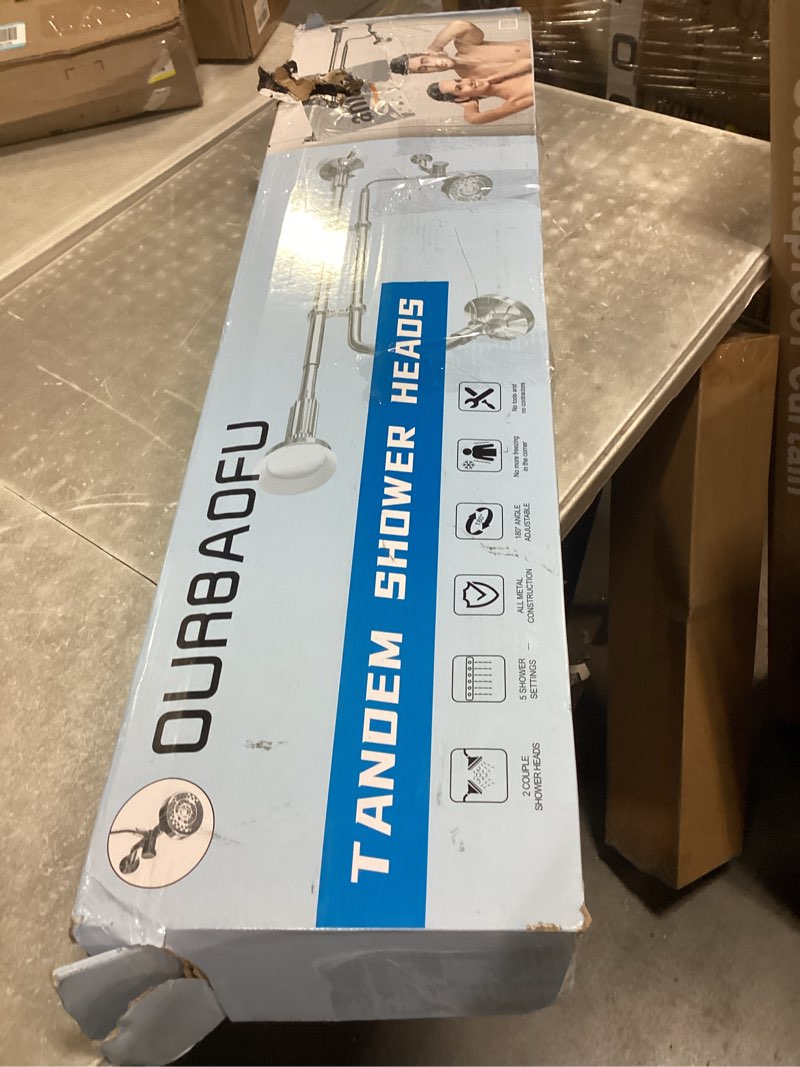 OURBAOFU
TANDEM SHOWER HEADS
2 COUPLE
SHOWER HEADS
5 SHOWER
SETTINGS
ALL METAL
CONSTRUCTION
180° ANGLE
ADJUSTABLE
No more freezing
in the corner
No tools and
no contractors